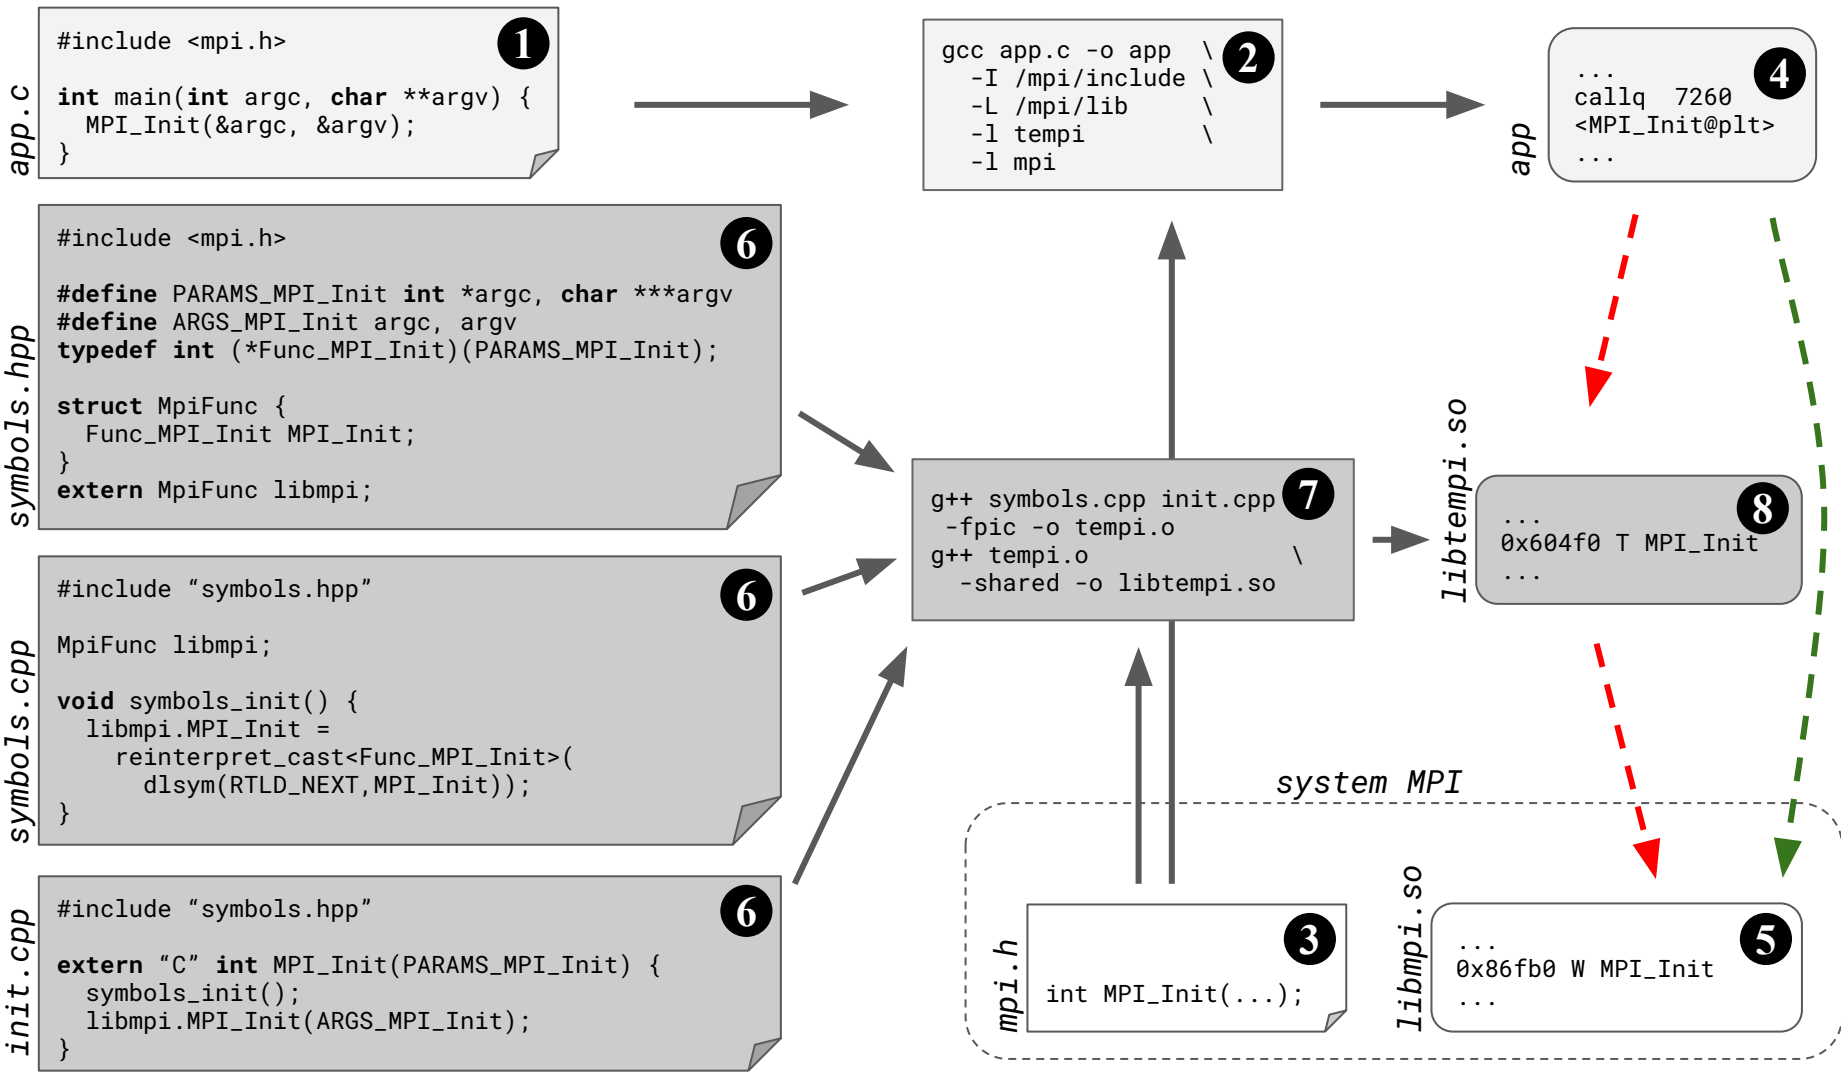 app.c
#include <mpi.h>
int main(int argc, char **argv) {
  MPI_Init(&argc, &argv);
}
1
gcc app.c -o app  \
  -I /mpi/include \
  -L /mpi/lib     \
  -l tempi        \
  -l mpi
2
app
...
callq  7260
<MPI_Init@plt>
...
4
symbols.hpp
#include <mpi.h>
#define PARAMS_MPI_Init int *argc, char ***argv
#define ARGS_MPI_Init argc, argv
typedef int (*Func_MPI_Init)(PARAMS_MPI_Init);
struct MpiFunc {
  Func_MPI_Init MPI_Init;
}
extern MpiFunc libmpi;
6
symbols.cpp
#include “symbols.hpp”
MpiFunc libmpi;
void symbols_init() {
  libmpi.MPI_Init =
    reinterpret_cast<Func_MPI_Init>(
      dlsym(RTLD_NEXT,MPI_Init));
}
6
init.cpp
#include “symbols.hpp”
extern “C” int MPI_Init(PARAMS_MPI_Init) {
  symbols_init();
  libmpi.MPI_Init(ARGS_MPI_Init);
}
6
g++ symbols.cpp init.cpp
 -fpic -o tempi.o
g++ tempi.o              \
  -shared -o libtempi.so
7
libtempi.so
...
0x604f0 T MPI_Init
...
8
system MPI
mpi.h
int MPI_Init(...);
3
libmpi.so
...
0x86fb0 W MPI_Init
...
5